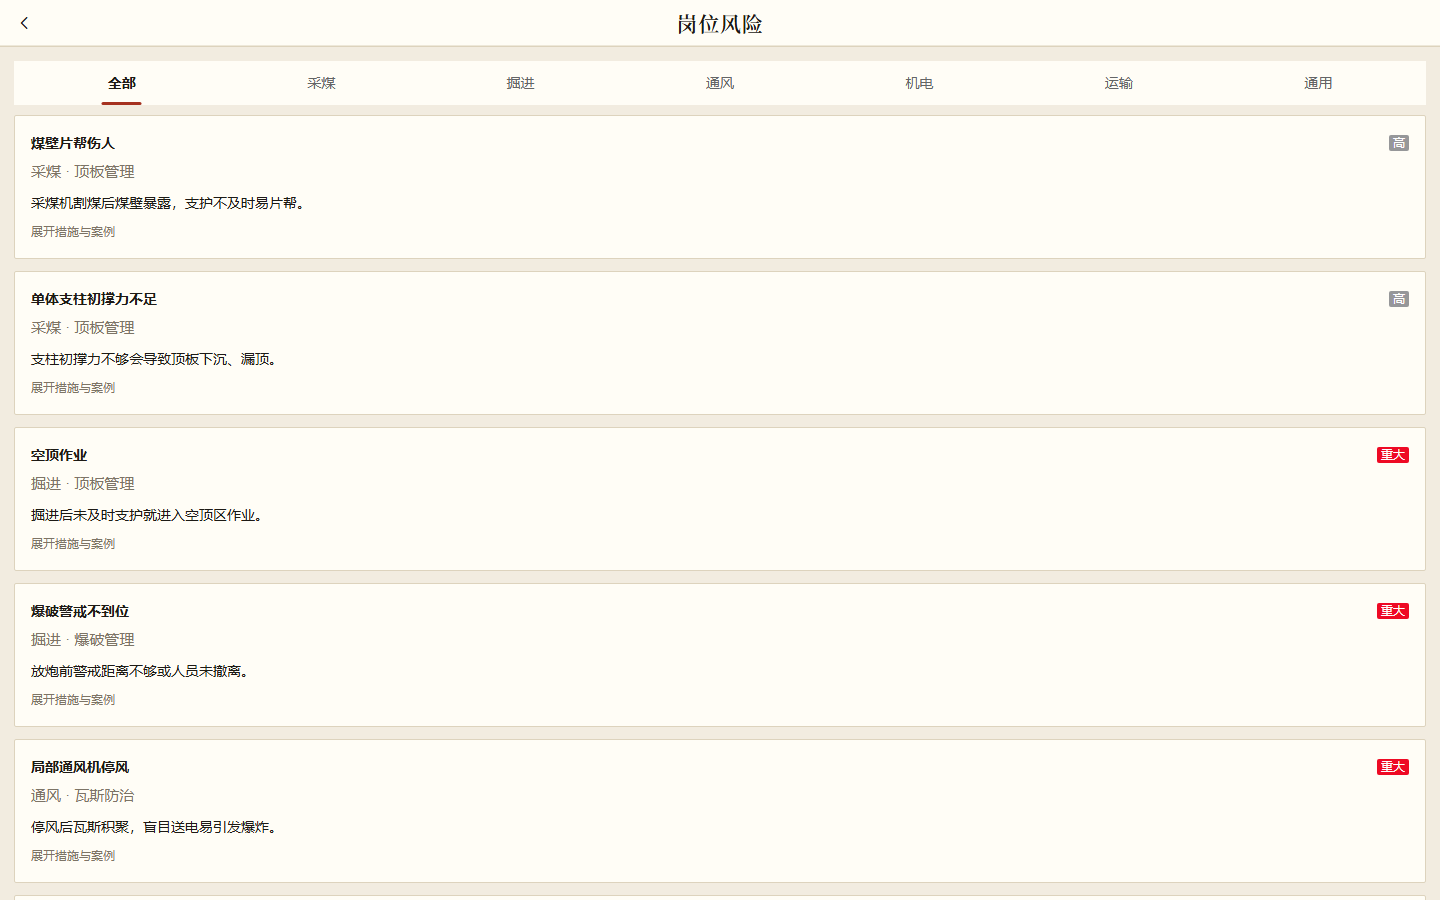 岗位风险
全部 采煤 掘进 通风 机电 运输 通用
煤壁片帮伤人 高
采煤 · 顶板管理
采煤机割煤后煤壁暴露，支护不及时易片帮。
展开措施与案例
单体支柱初撑力不足 高
采煤 · 顶板管理
支柱初撑力不够会导致顶板下沉、漏顶。
展开措施与案例
空顶作业 重大
掘进 · 顶板管理
掘进后未及时支护就进入空顶区作业。
展开措施与案例
爆破警戒不到位 重大
掘进 · 爆破管理
放炮前警戒距离不够或人员未撤离。
展开措施与案例
局部通风机停风 重大
通风 · 瓦斯防治
停风后瓦斯积聚，盲目送电易引发爆炸。
展开措施与案例